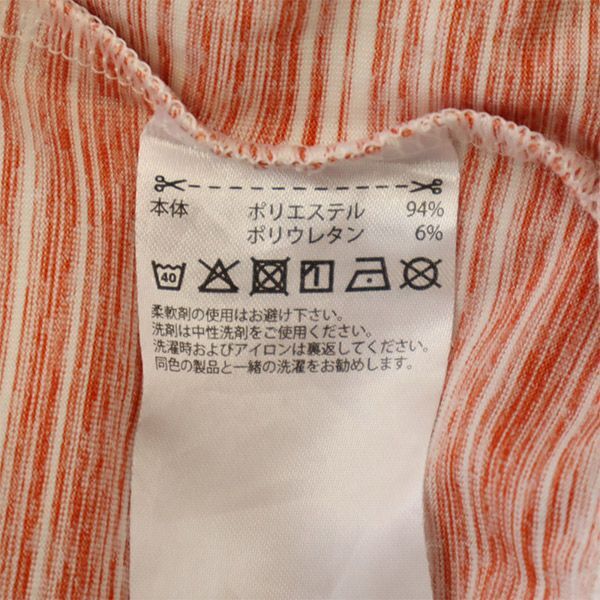 本体 ポリエステル 94%
ポリウレタン 6%
40
柔軟剤の使用はお避け下さい。
洗剤は中性洗剤をご使用ください。
洗濯時およびアイロンは裏返してください。
同色の製品と一緒の洗濯をお勧めします。